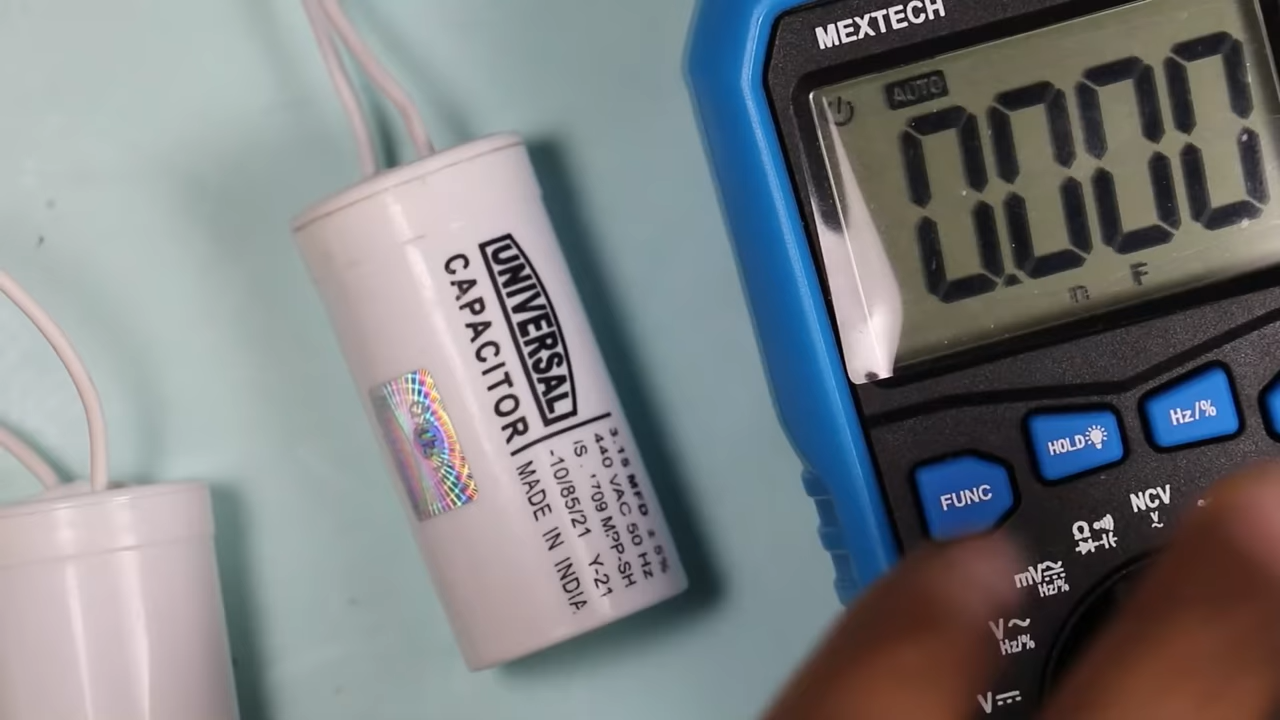 UNIVERSAL
CAPACITOR
3.15 MFD ± 5%
440 VAC 50 Hz
IS . 1709 MPP-SH
-10/85/21 Y-21
MADE IN INDIA
MEXTECH
AUTO
0.000
n F
FUNC
HOLD
Hz/%
NCV
mV
Hz/%
V
Hz/%
V